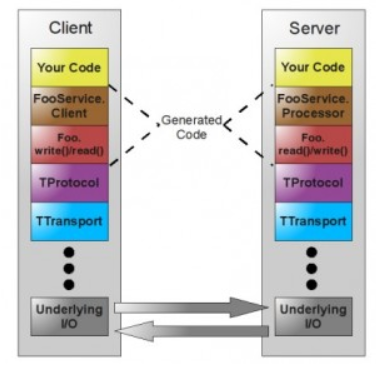 Client
Your Code
FooService.
Client
Foo.
write()/read()
TProtocol
TTransport
Underlying
I/O
Generated
Code
Server
Your Code
FooService.
Processor
Foo.
read()/write()
TProtocol
TTransport
Underlying
I/O